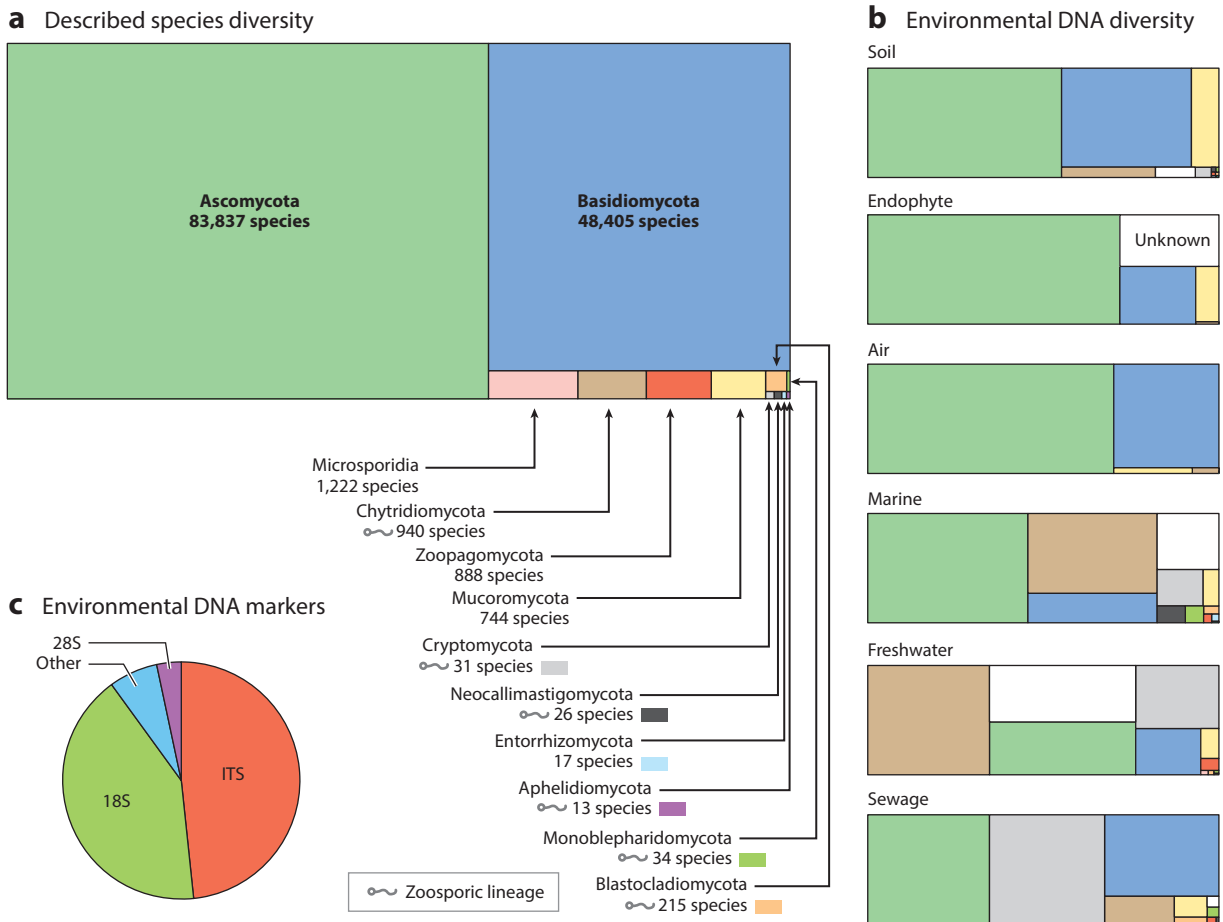 a Described species diversity
Ascomycota
83,837 species
Basidiomycota
48,405 species
Microsporidia
1,222 species
Chytridiomycota
940 species
Zoopagomycota
888 species
Mucoromycota
744 species
Cryptomycota
31 species
Neocallimastigomycota
26 species
Entorrhizomycota
17 species
Aphelidiomycota
13 species
Monoblepharidomycota
34 species
Blastocladiomycota
215 species
Zoosporic lineage
b Environmental DNA diversity
Soil
Endophyte
Unknown
Air
Marine
Freshwater
Sewage
c Environmental DNA markers
28S
Other
ITS
18S